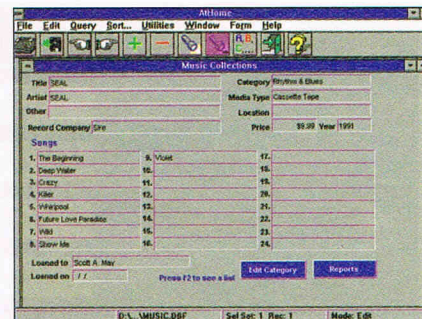 AtHome
File Edit Query Sort... Utilities Window Form Help
Music Collections
Title SEAL Category Rhythm & Blues
Artist SEAL Media Type Cassette Tape
Other Location
Record Company Sire Price $9.99 Year 1991
Songs
1. The Beginning 9. Violet 17.
2. Deep Water 10. 18.
3. Crazy 11. 19.
4. Killer 12. 20.
5. Whirlpool 13. 21.
6. Future Love Paradise 14. 22.
7. Wild 15. 23.
8. Show Me 16. 24.
Loaned to Scott A. May
Loaned on / / Press F2 to see a list Edit Category Reports
D:\...\MUSIC.DBF Sel Set: 1 Rec: 1 Mode: Edit